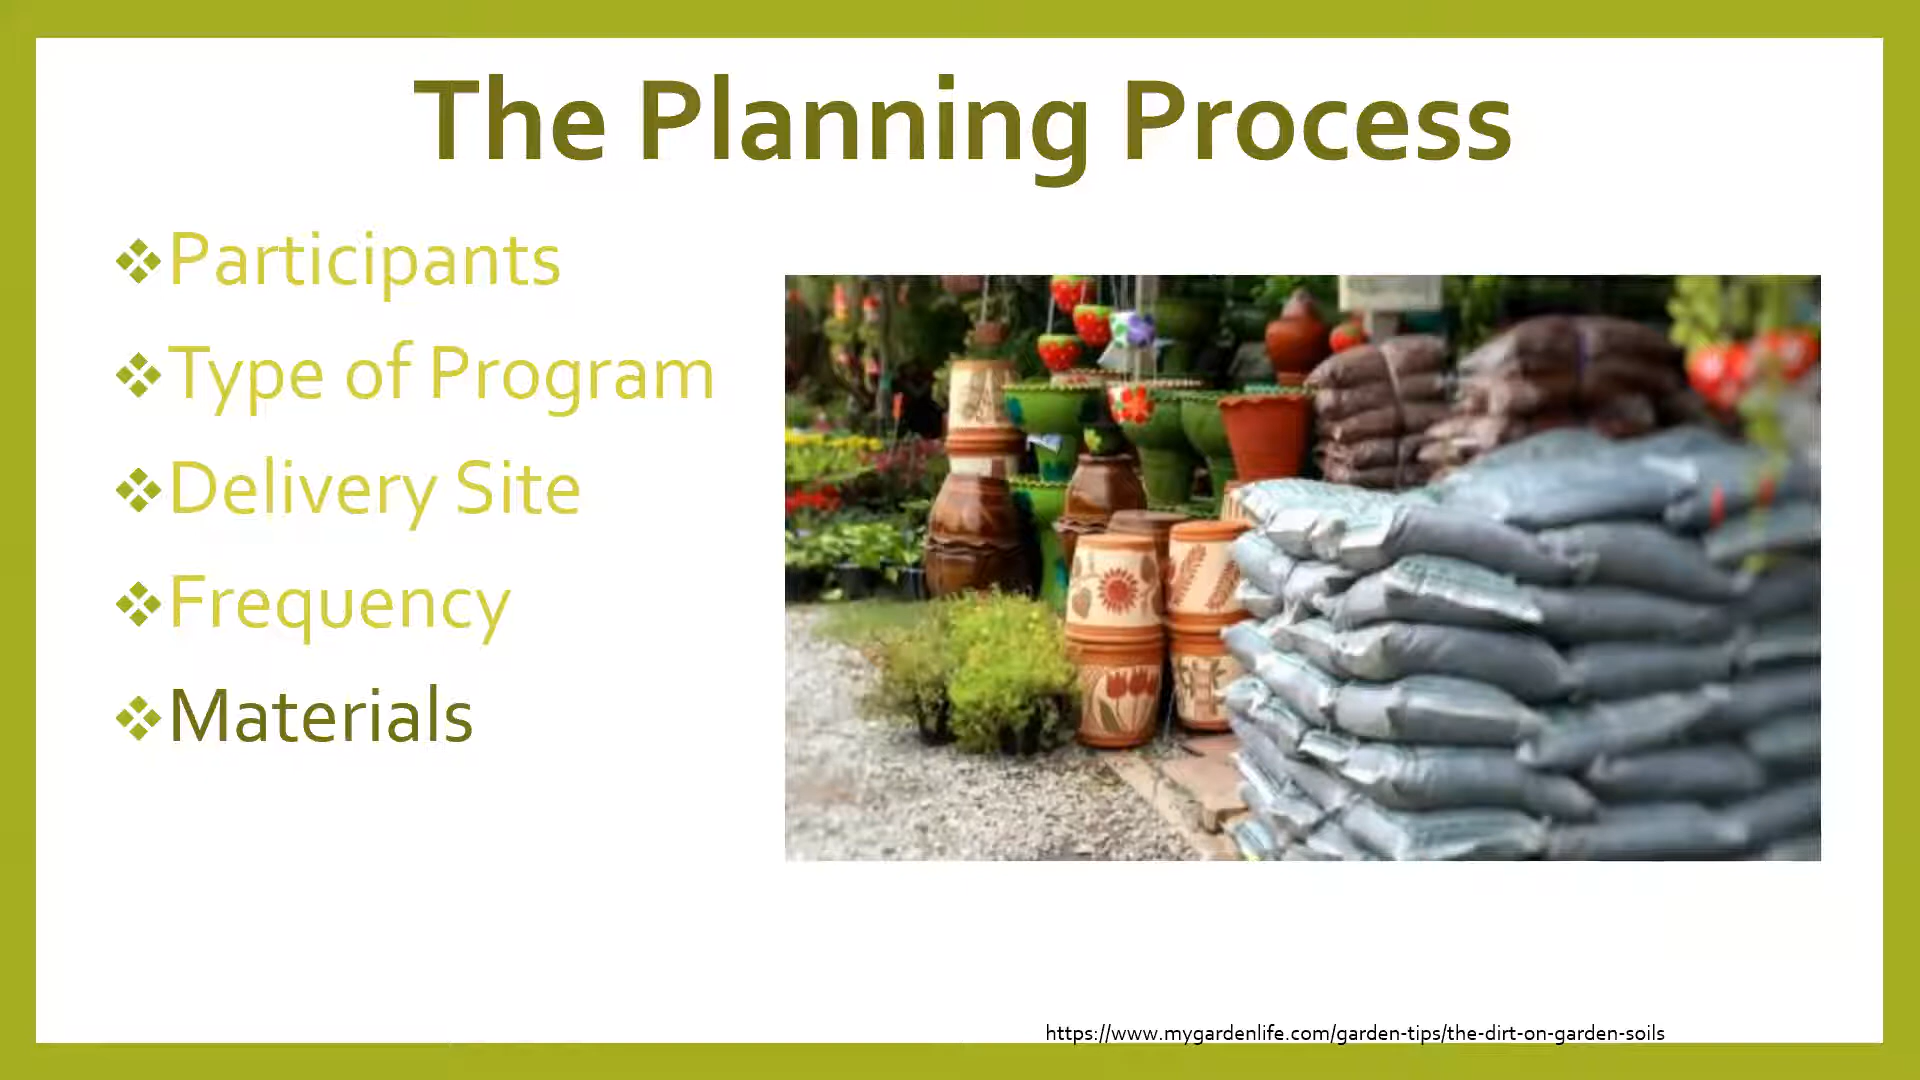 The Planning Process
❖Participants
❖Type of Program
❖Delivery Site
❖Frequency
❖Materials
https://www.mygardenlife.com/garden-tips/the-dirt-on-garden-soils